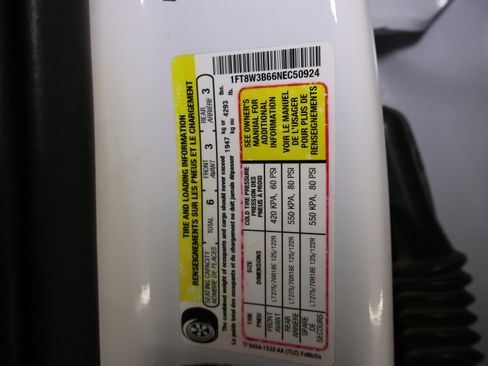 1FT8W3B66NEC50924
TIRE AND LOADING INFORMATION
RENSEIGNEMENTS SUR LES PNEUS ET LE CHARGEMENT
SEATING CAPACITY TOTAL 6 FRONT 3 REAR 3
NOMBRE DE PLACES AVANT ARRIÈRE
The combined weight of occupants and cargo should never exceed 1947 kg or 4293 lb.
Le poids total des occupants et du chargement ne doit jamais dépasser kg ou lb.
TIRE SIZE COLD TIRE PRESSURE
PNEU DIMENSIONS PRESSION DES PNEUS À FROID
FRONT AVANT LT275/70R18E 125/122R 420 KPA, 60 PSI
REAR ARRIÈRE LT275/70R18E 125/122R 550 KPA, 80 PSI
SPARE DE SECOURS LT275/70R18E 125/122R 550 KPA, 80 PSI
SEE OWNER'S
MANUAL FOR
ADDITIONAL
INFORMATION
VOIR LE MANUEL
DE L'USAGER
POUR PLUS DE
RENSEIGNEMENTS
-1532-AA (TLC) FoMoCo